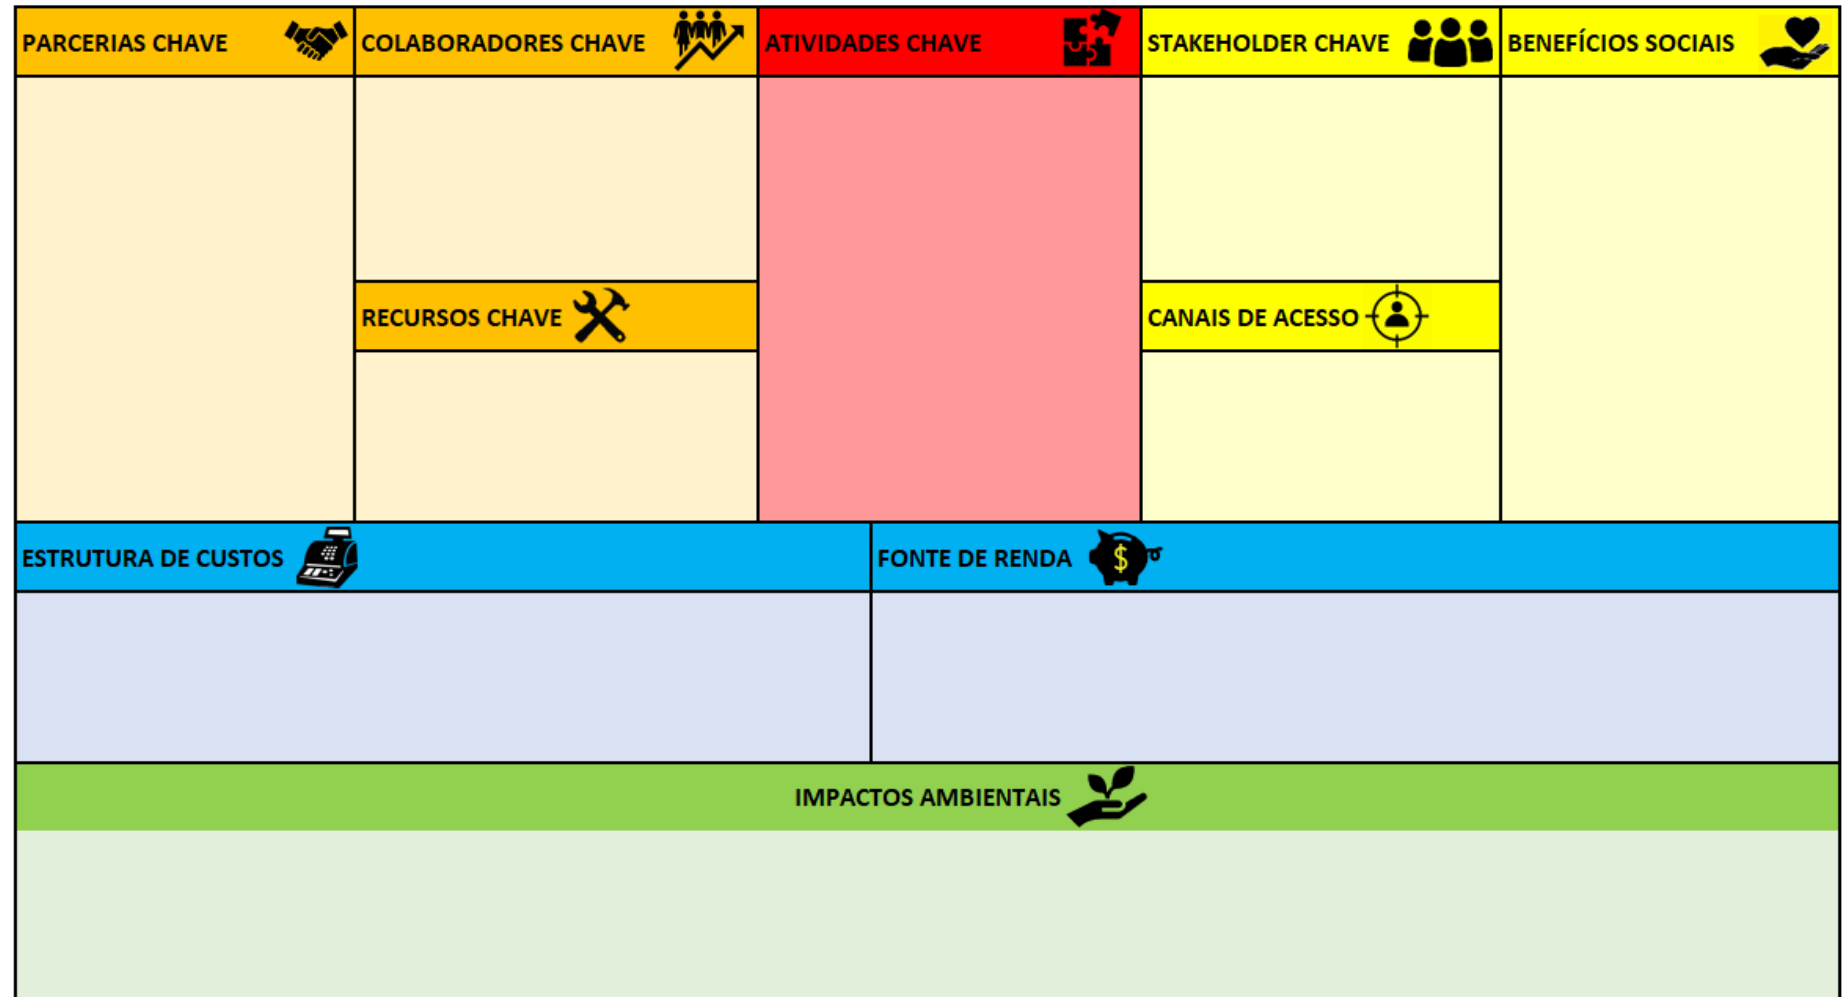 PARCERIAS CHAVE
COLABORADORES CHAVE
ATIVIDADES CHAVE
STAKEHOLDER CHAVE
BENEFÍCIOS SOCIAIS
RECURSOS CHAVE
CANAIS DE ACESSO
ESTRUTURA DE CUSTOS
FONTE DE RENDA
$
IMPACTOS AMBIENTAIS